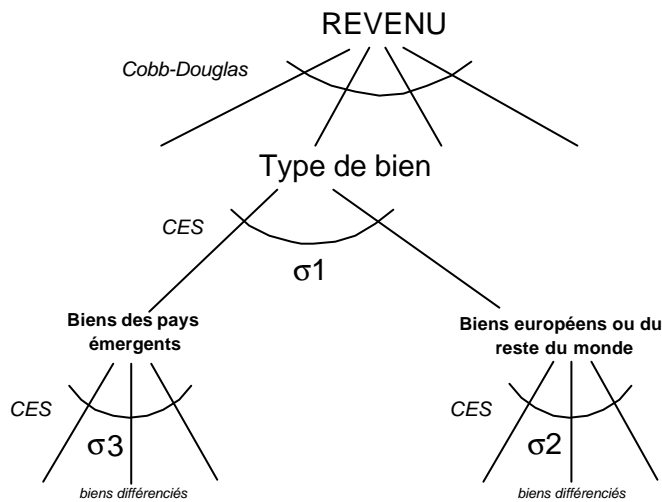 REVENU
Cobb-Douglas
Type de bien
CES
σ1
Biens des pays
émergents
Biens européens ou du
reste du monde
CES
σ3
CES
σ2
biens différenciés
biens différenciés